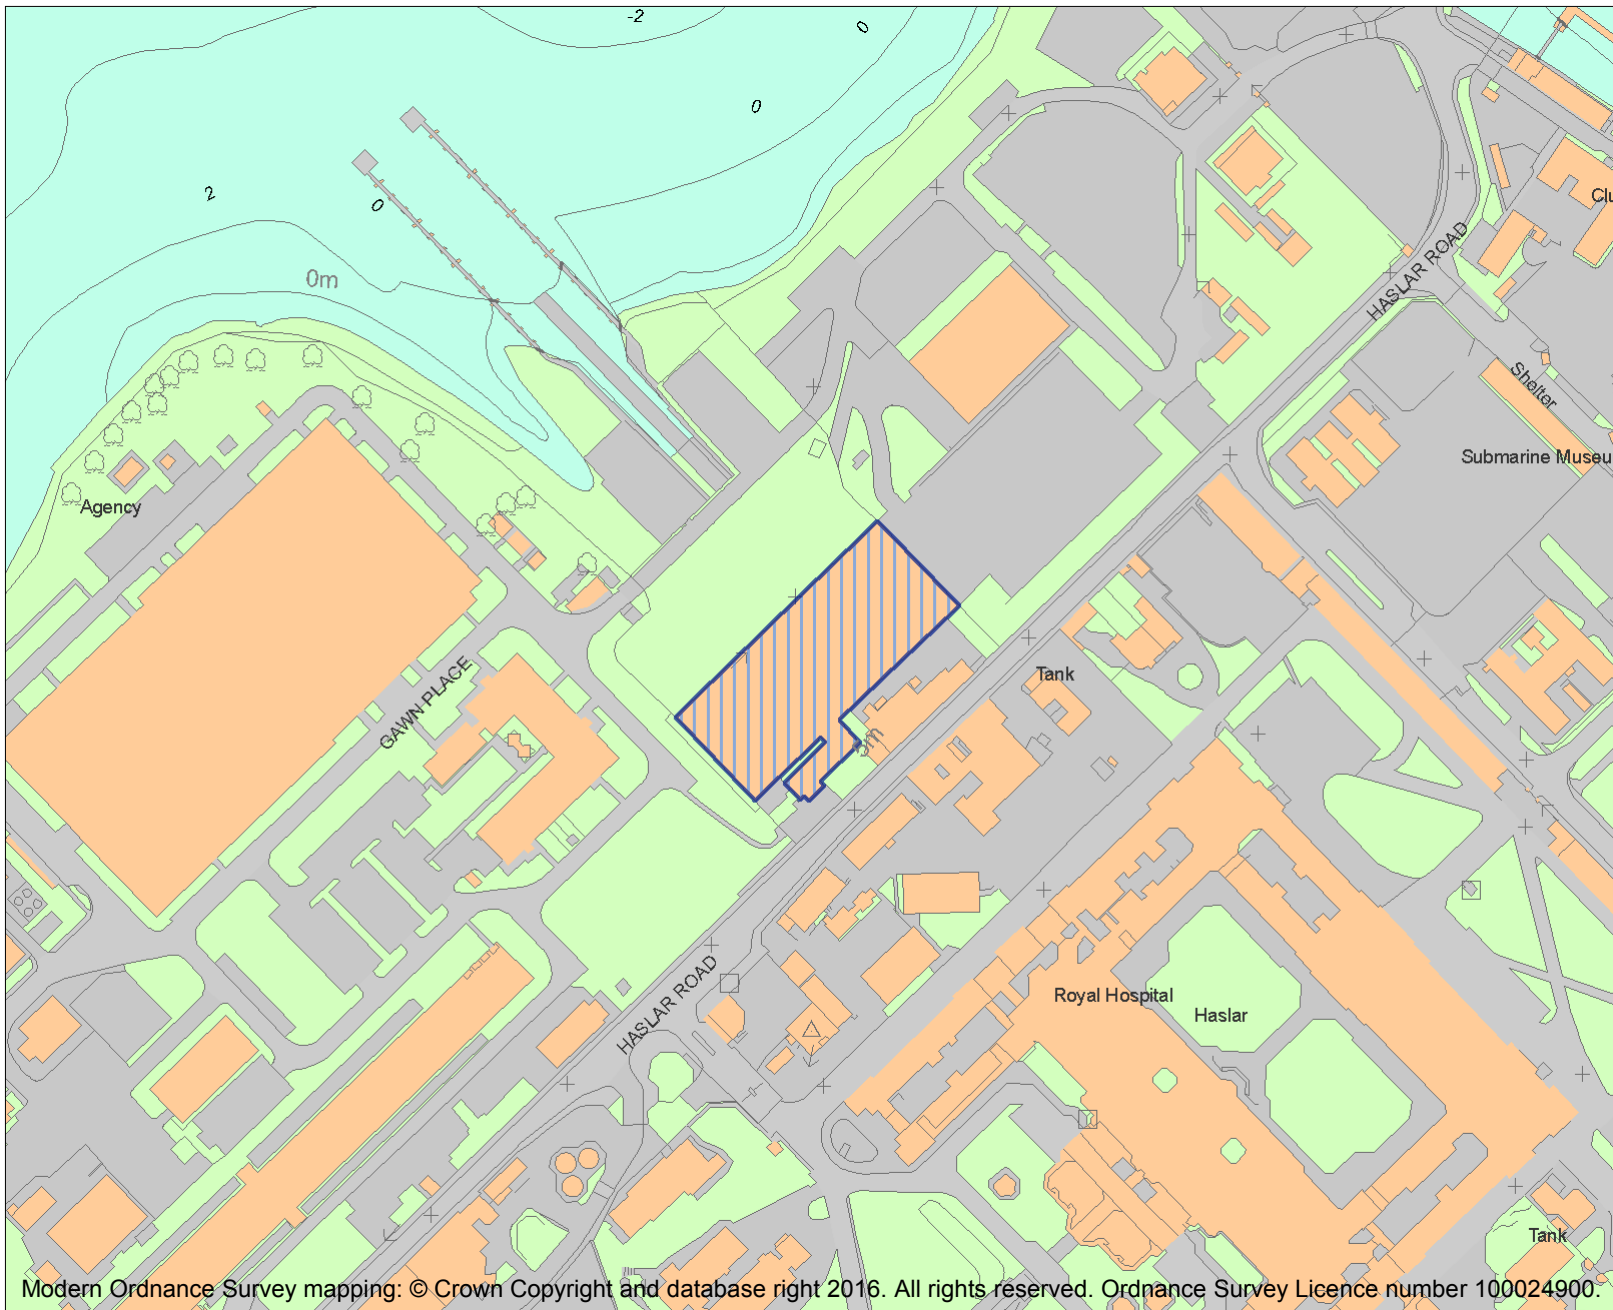 -2
0
0
2
0
0m
Clu
HASLAR ROAD
Shelter
Submarine Museu
Agency
GAWN PLACE
Tank
HASLAR ROAD
Royal Hospital
Haslar
Tank
Modern Ordnance Survey mapping: © Crown Copyright and database right 2016. All rights reserved. Ordnance Survey Licence number 100024900.